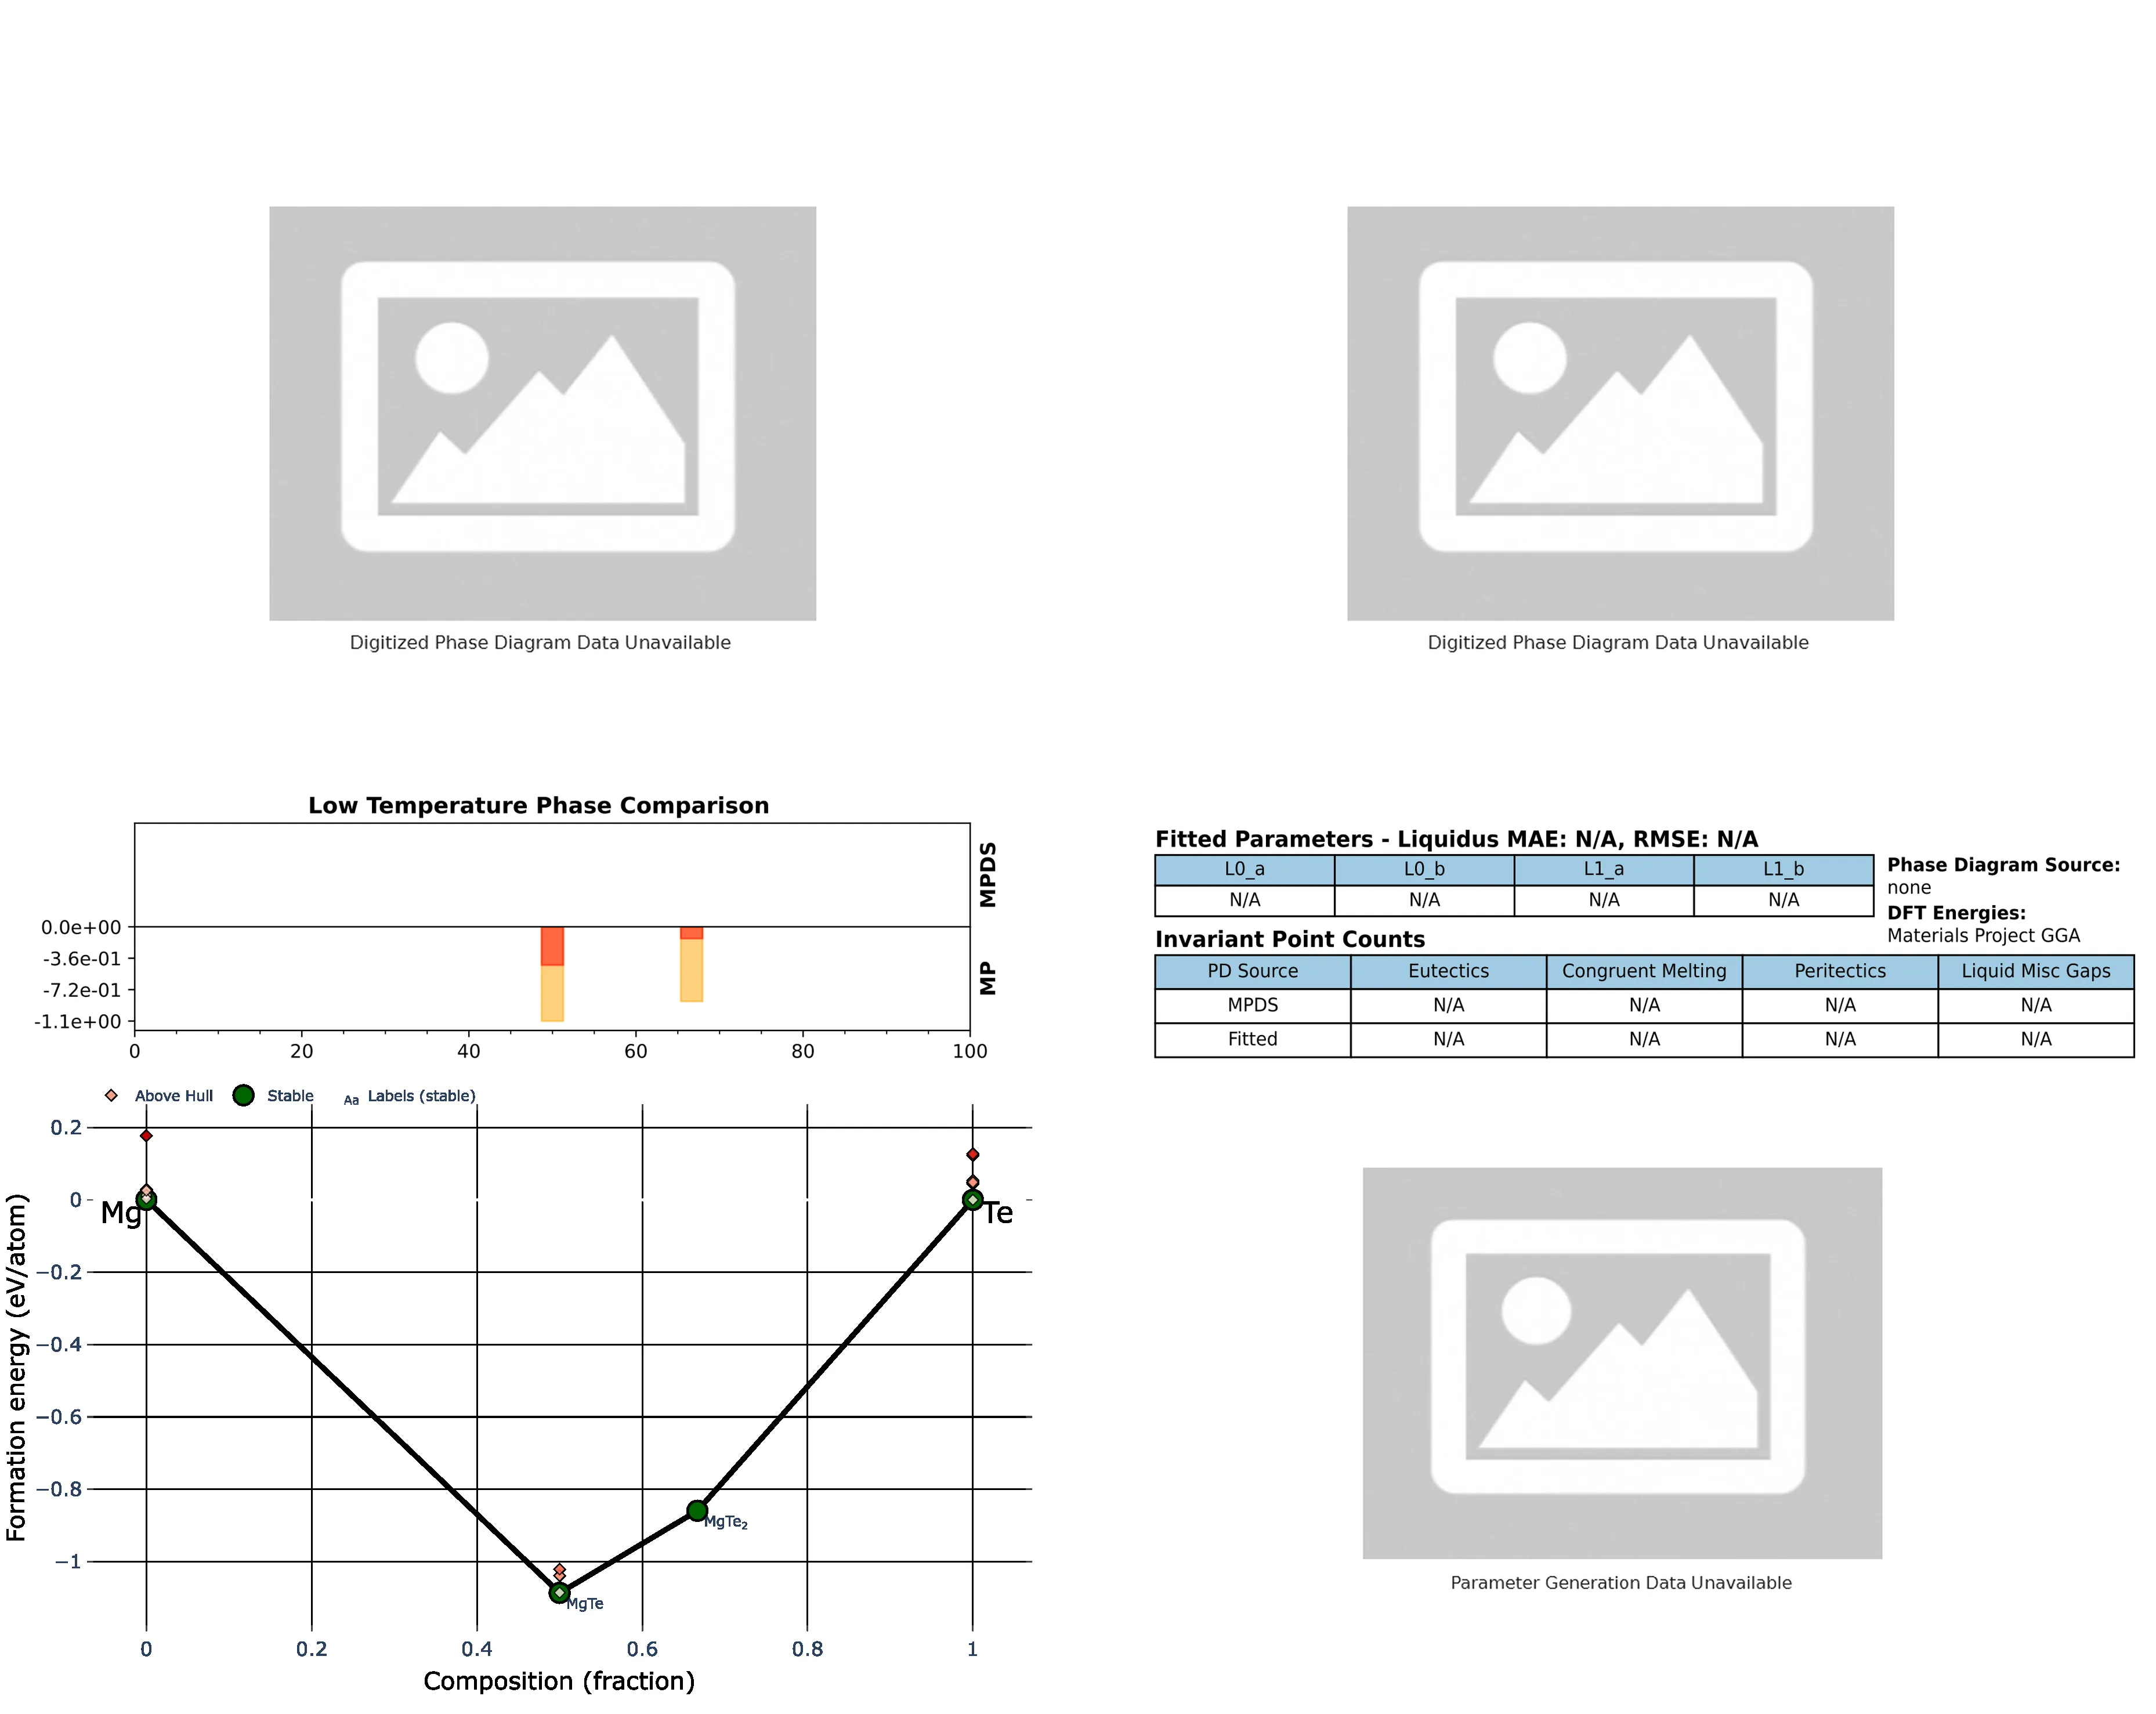 Digitized Phase Diagram Data Unavailable
Digitized Phase Diagram Data Unavailable
Low Temperature Phase Comparison
MPDS
MP
0.0e+00
-3.6e-01
-7.2e-01
-1.1e+00
0 20 40 60 80 100
Fitted Parameters - Liquidus MAE: N/A, RMSE: N/A
L0_a L0_b L1_a L1_b
N/A N/A N/A N/A
Phase Diagram Source:
none
DFT Energies:
Materials Project GGA
Invariant Point Counts
PD Source Eutectics Congruent Melting Peritectics Liquid Misc Gaps
MPDS N/A N/A N/A N/A
Fitted N/A N/A N/A N/A
Above Hull Stable Aa Labels (stable)
Formation energy (eV/atom)
0.2
0
−0.2
−0.4
−0.6
−0.8
−1
Mg
Te
MgTe₂
MgTe
0 0.2 0.4 0.6 0.8 1
Composition (fraction)
Parameter Generation Data Unavailable